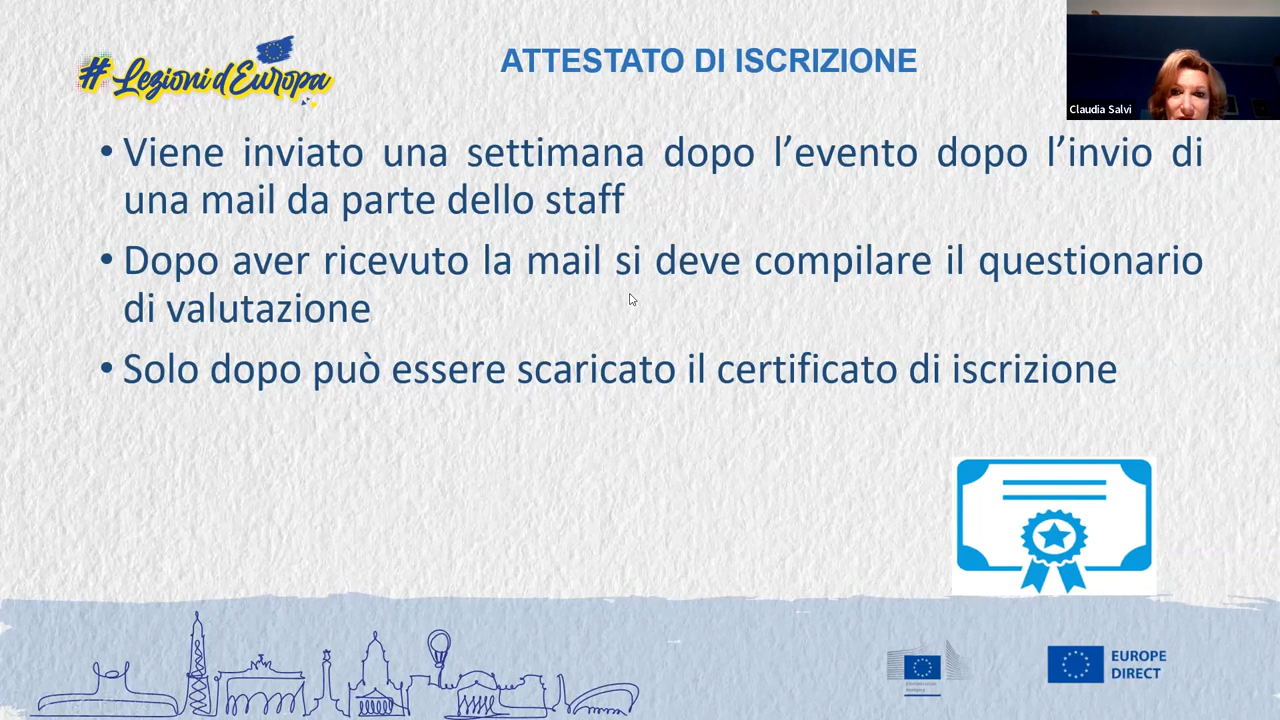 #Lezioni d'Europa
ATTESTATO DI ISCRIZIONE
Claudia Salvi
• Viene inviato una settimana dopo l’evento dopo l’invio di
una mail da parte dello staff
• Dopo aver ricevuto la mail si deve compilare il questionario
di valutazione
• Solo dopo può essere scaricato il certificato di iscrizione
EUROPE
DIRECT